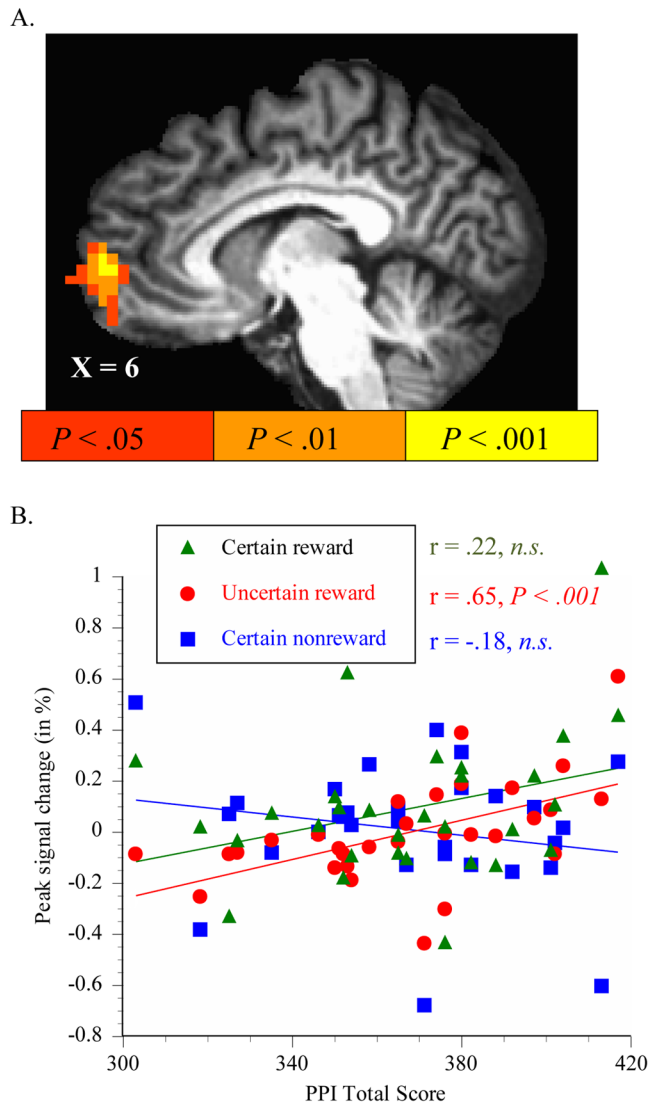 A.
X = 6
P < .05 P < .01 P < .001
B.
Certain reward r = .22, n.s.
Uncertain reward r = .65, P < .001
Certain nonreward r = -.18, n.s.
1
0.8
0.6
0.4
0.2
0
-0.2
-0.4
-0.6
-0.8
Peak signal change (in %)
300 340 380 420
PPI Total Score